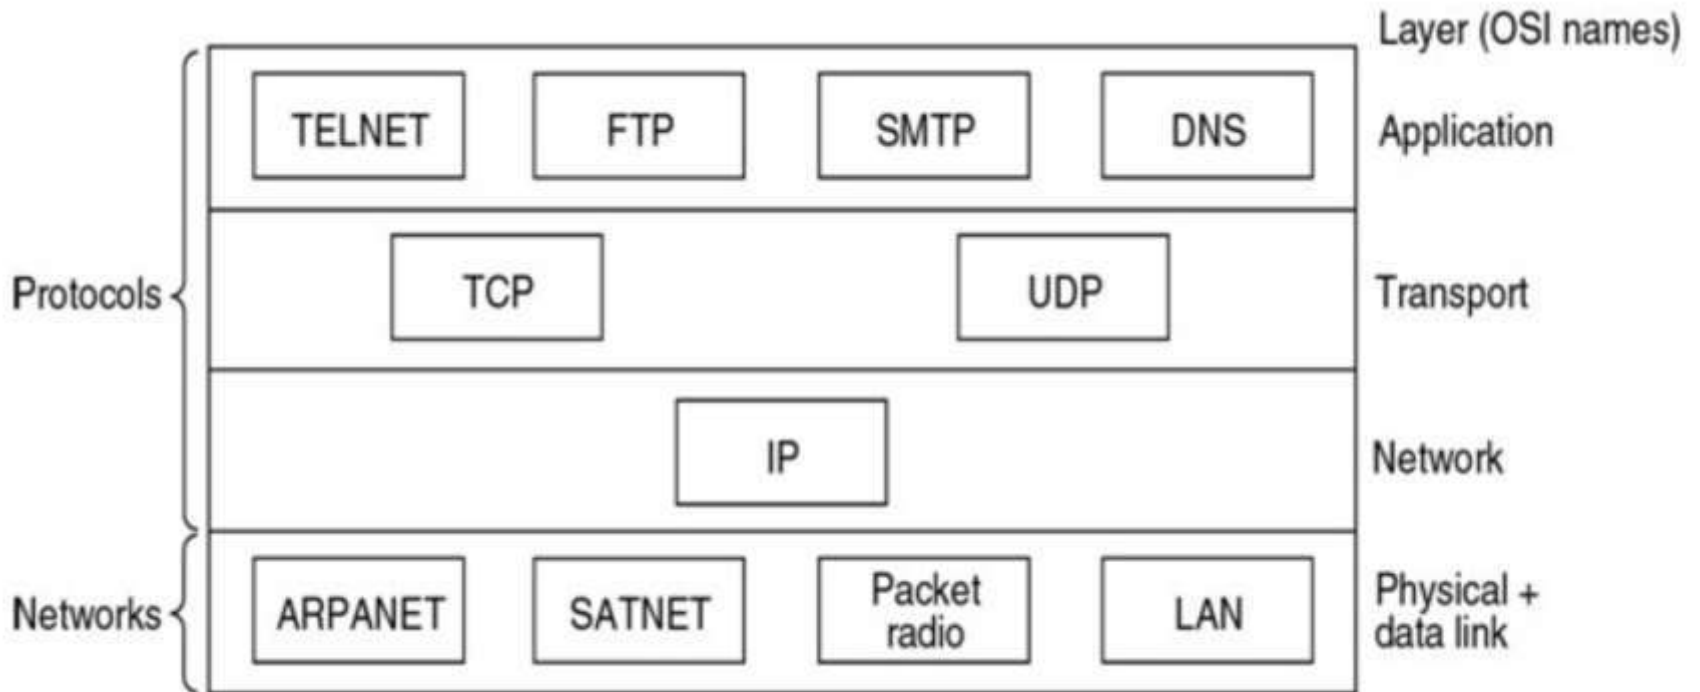 Layer (OSI names)
TELNET FTP SMTP DNS Application
Protocols TCP UDP Transport
IP Network
Networks ARPANET SATNET Packet radio LAN Physical +
data link